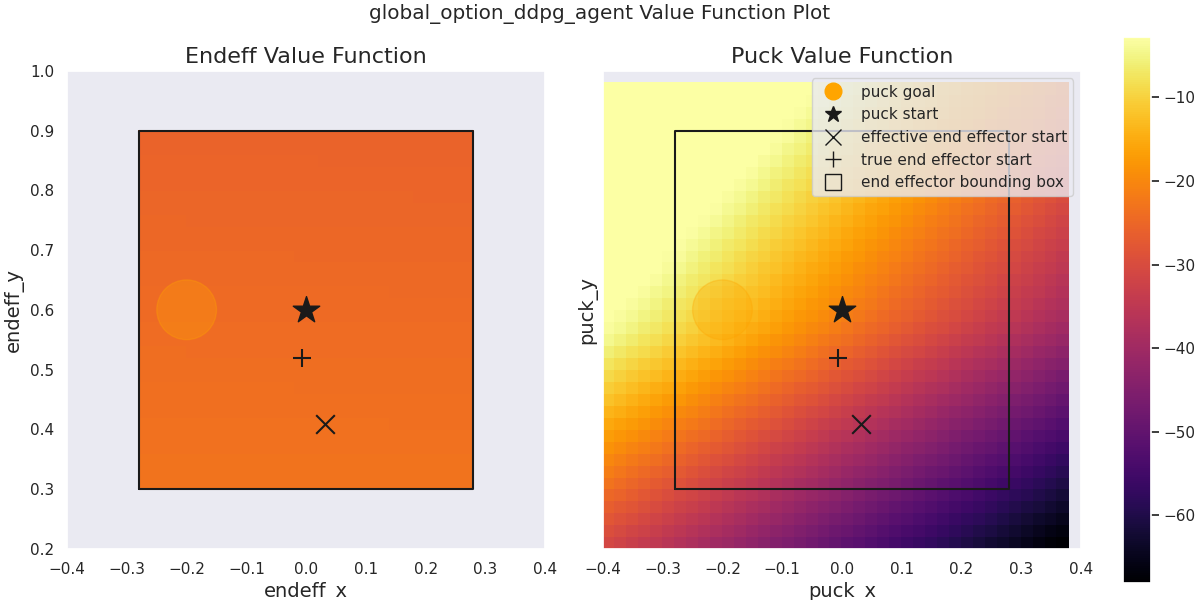 global_option_ddpg_agent Value Function Plot
Endeff Value Function
1.0
0.9
0.8
0.7
0.6
0.5
0.4
0.3
0.2
endeff_y
−0.4 −0.3 −0.2 −0.1 0.0 0.1 0.2 0.3 0.4
endeff_x
Puck Value Function
puck goal
puck start
effective end effector start
true end effector start
end effector bounding box
puck_y
−0.4 −0.3 −0.2 −0.1 0.0 0.1 0.2 0.3 0.4
puck_x
−10
−20
−30
−40
−50
−60